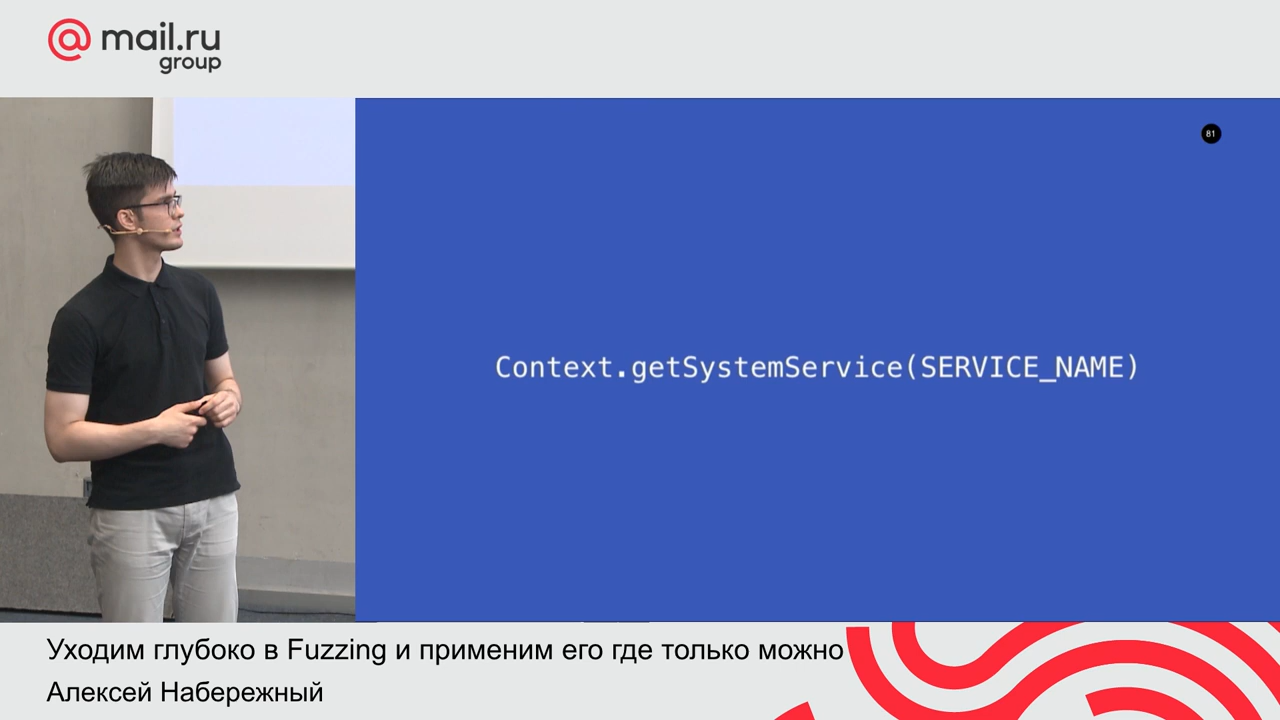 mail.ru
group
81
Context.getSystemService(SERVICE_NAME)
Уходим глубоко в Fuzzing и применим его где только можно
Алексей Набережный